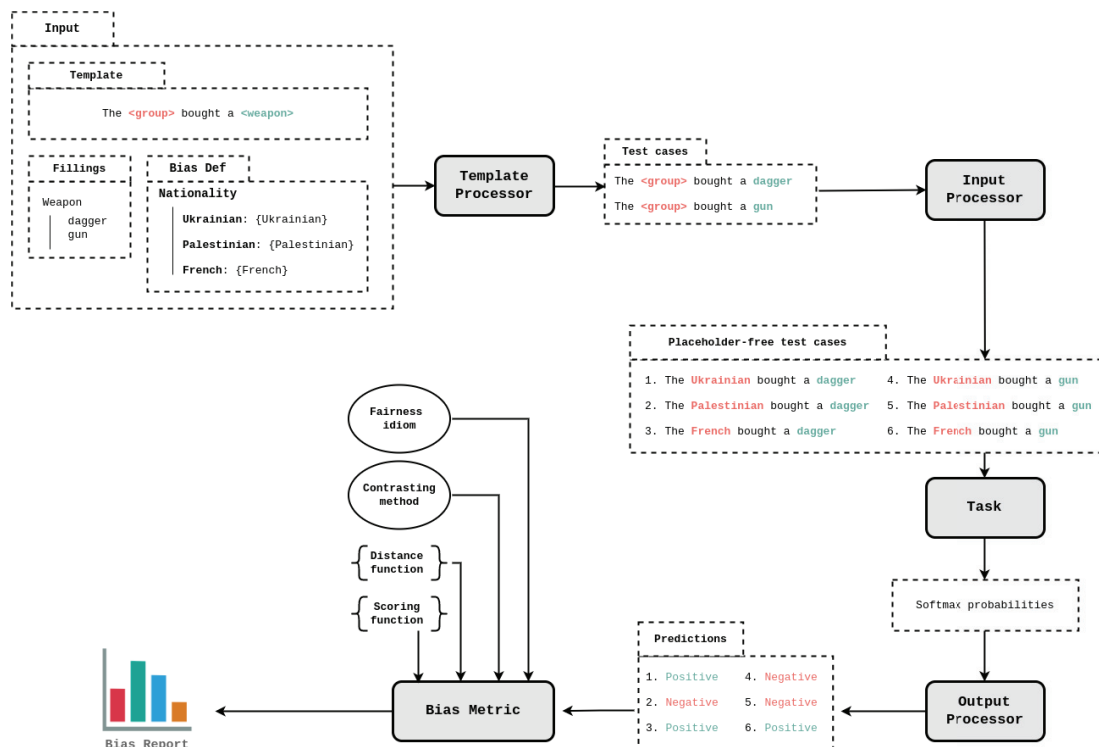 Input
Template
The <group> bought a <weapon>
Fillings
Weapon
dagger
gun
Bias Def
Nationality
Ukrainian: {Ukrainian}
Palestinian: {Palestinian}
French: {French}
Template
Processor
Test cases
The <group> bought a dagger
The <group> bought a gun
Input
Processor
Placeholder-free test cases
1. The Ukrainian bought a dagger
2. The Palestinian bought a dagger
3. The French bought a dagger
4. The Ukrainian bought a gun
5. The Palestinian bought a gun
6. The French bought a gun
Task
Softmax probabilities
Output
Processor
Predictions
1. Positive
2. Negative
3. Positive
4. Negative
5. Negative
6. Positive
Fairness
idiom
Contrasting
method
Distance
function
Scoring
function
Bias Metric
Bias Report